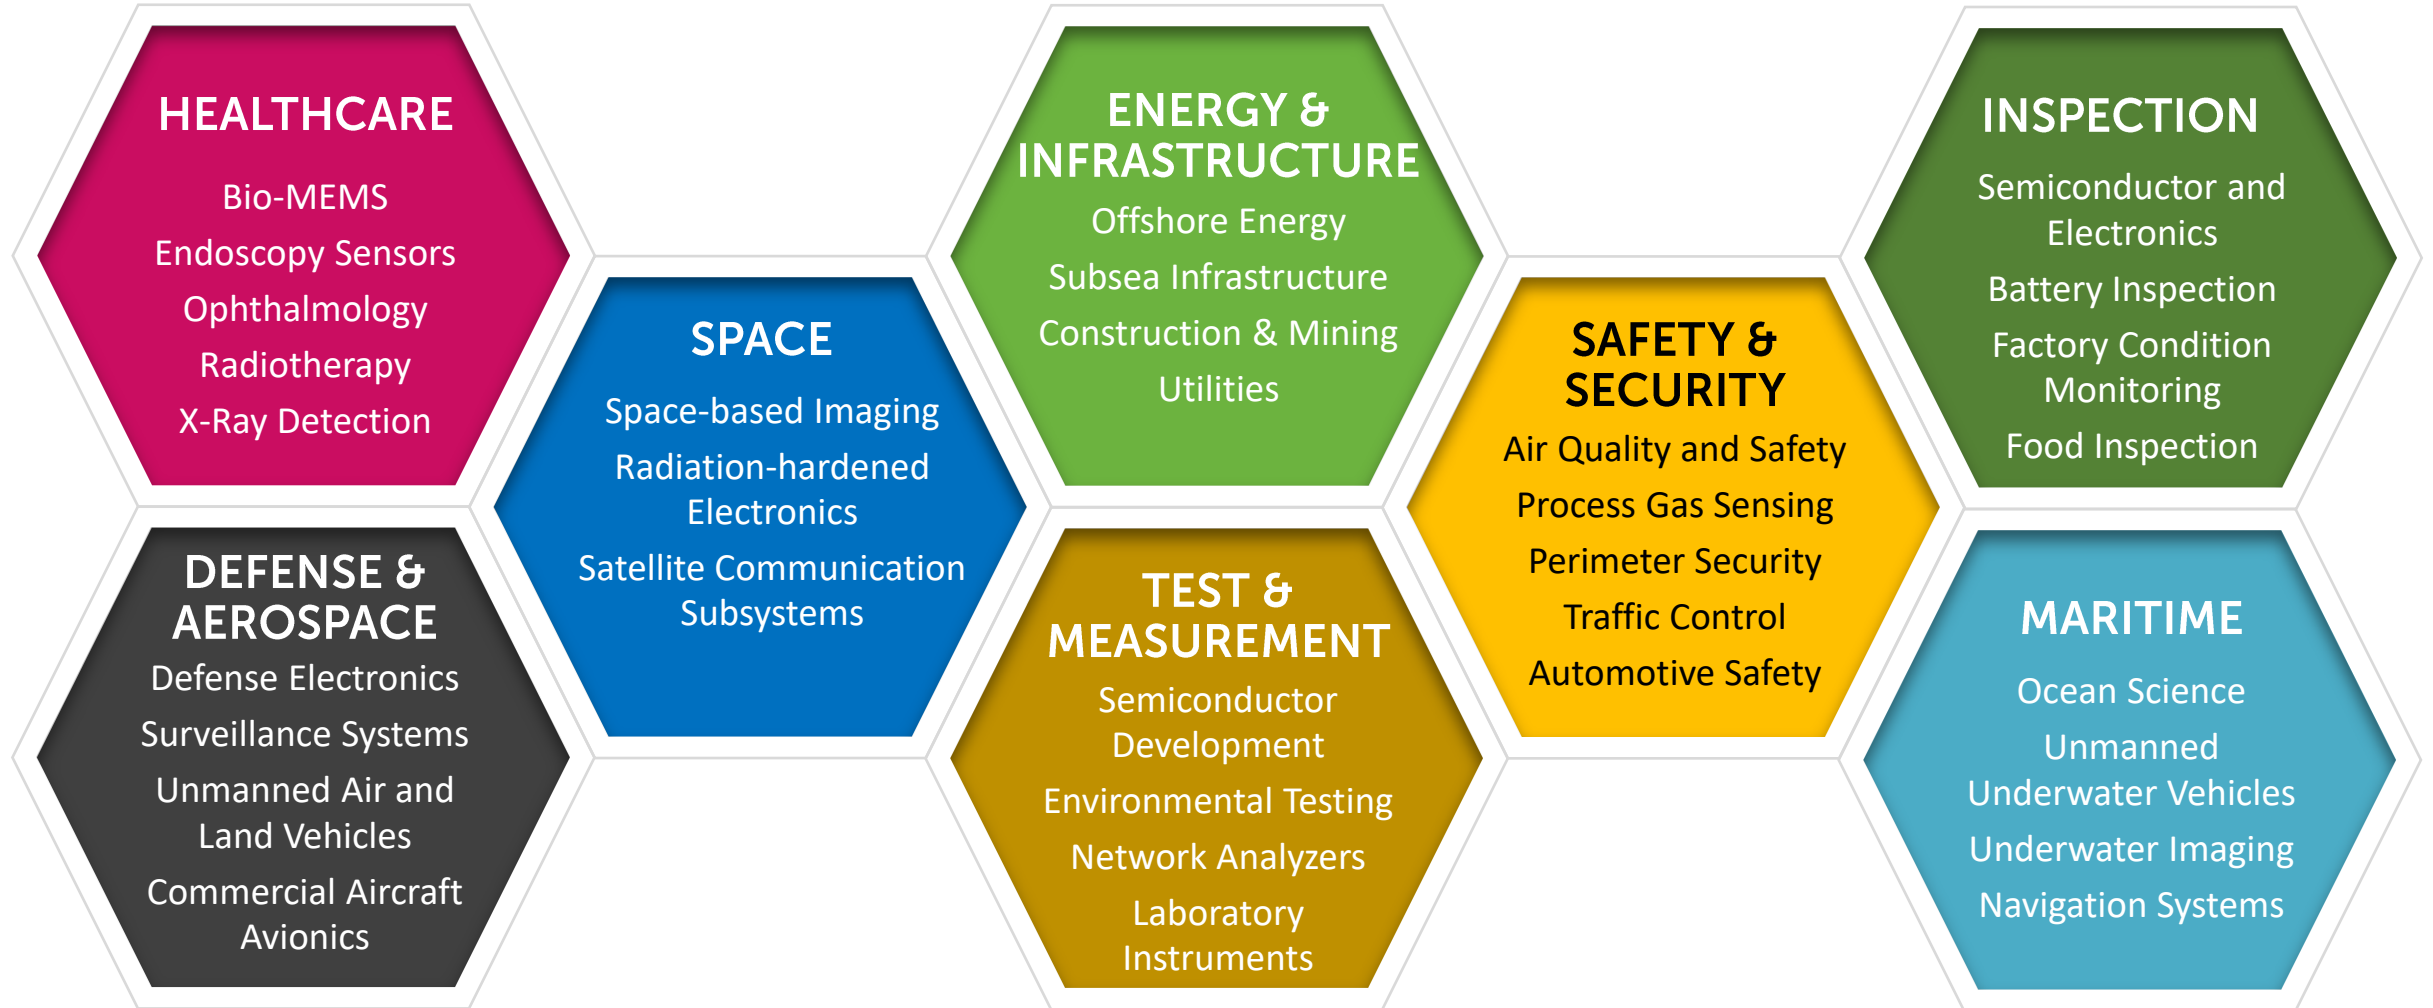 HEALTHCARE
Bio-MEMS
Endoscopy Sensors
Ophthalmology
Radiotherapy
X-Ray Detection
DEFENSE &
AEROSPACE
Defense Electronics
Surveillance Systems
Unmanned Air and
Land Vehicles
Commercial Aircraft
Avionics
SPACE
Space-based Imaging
Radiation-hardened
Electronics
Satellite Communication
Subsystems
ENERGY &
INFRASTRUCTURE
Offshore Energy
Subsea Infrastructure
Construction & Mining
Utilities
TEST &
MEASUREMENT
Semiconductor
Development
Environmental Testing
Network Analyzers
Laboratory
Instruments
SAFETY &
SECURITY
Air Quality and Safety
Process Gas Sensing
Perimeter Security
Traffic Control
Automotive Safety
INSPECTION
Semiconductor and
Electronics
Battery Inspection
Factory Condition
Monitoring
Food Inspection
MARITIME
Ocean Science
Unmanned
Underwater Vehicles
Underwater Imaging
Navigation Systems